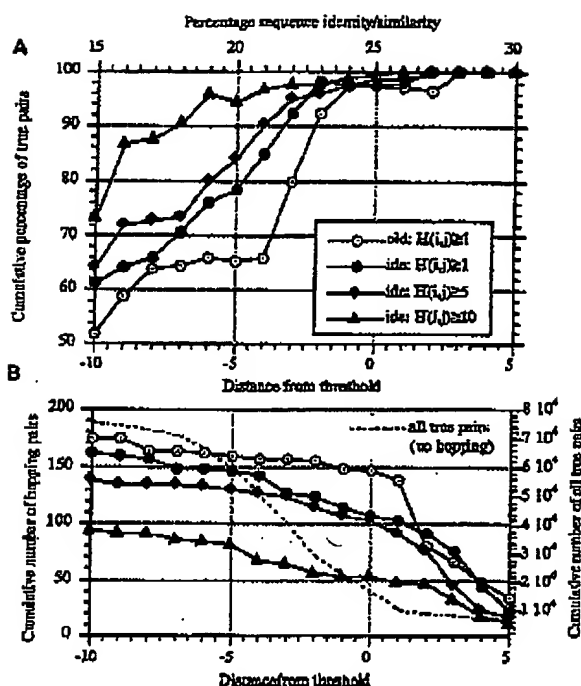 Percentage sequence identity/similarity
A
15 20 25 30
100
90
80
70
60
50
Cumulative percentage of true pairs
old: H(i,j)≥1
ide: H(i,j)≥1
ide: H(i,j)≥5
ide: H(i,j)≥10
-10 -5 0 5
Distance from threshold
B
200
150
100
50
0
Cumulative number of hopping pairs
all true pairs
(no hopping)
8 10⁴
7 10⁴
6 10⁴
5 10⁴
4 10⁴
3 10⁴
2 10⁴
1 10⁴
Cumulative number of all true pairs
-10 -5 0 5
Distance from threshold